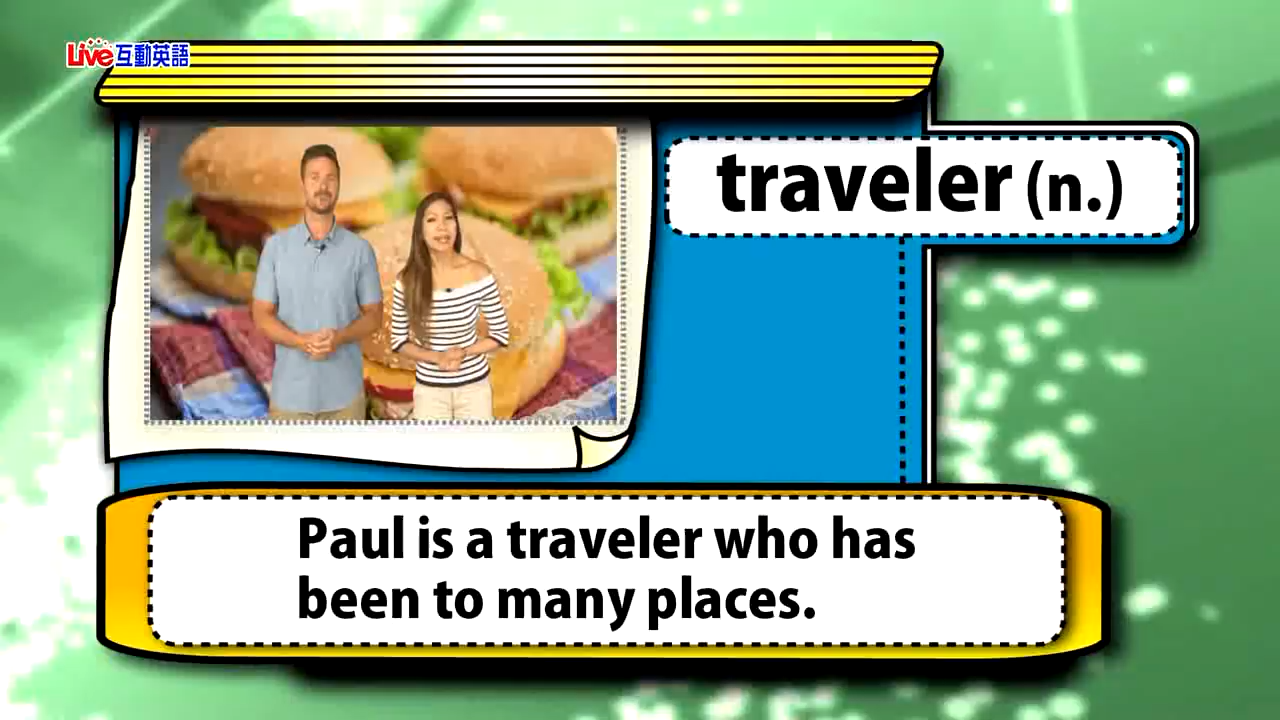 Live互動英語
traveler (n.)
Paul is a traveler who has
been to many places.